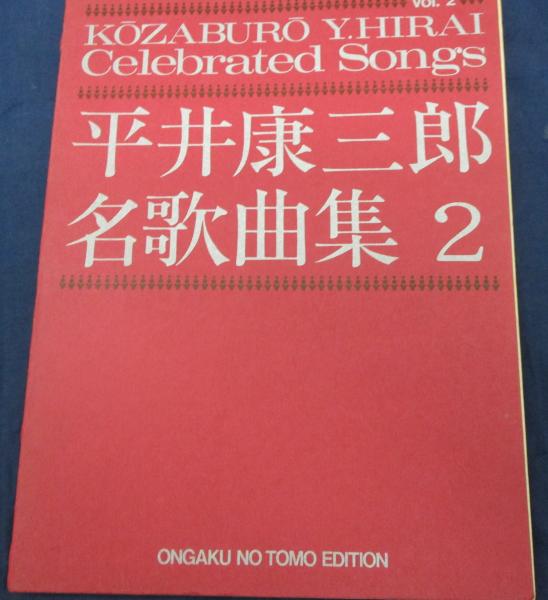 Vol. 2
KŌZABURŌ Y.HIRAI
Celebrated Songs
平井康三郎
名歌曲集 2
ONGAKU NO TOMO EDITION